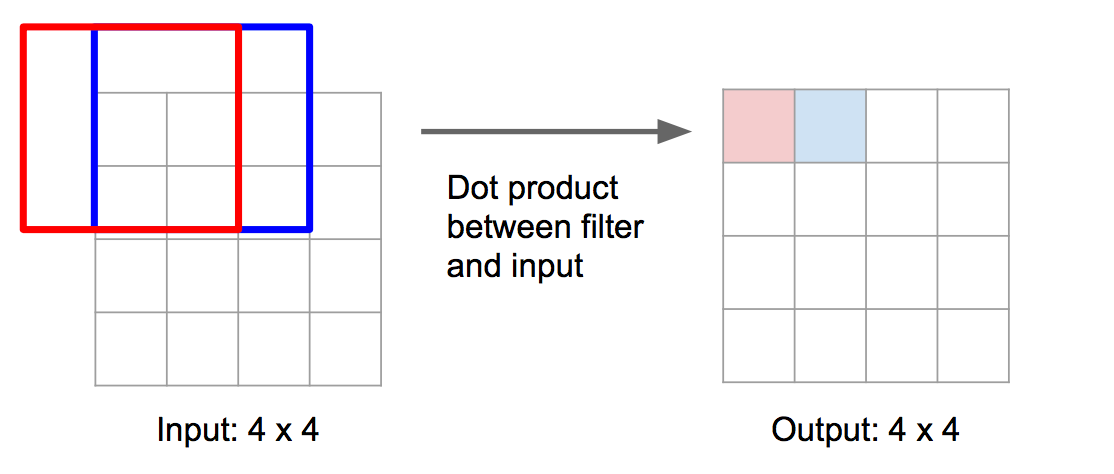 Dot product
between filter
and input
Input: 4 x 4
Output: 4 x 4